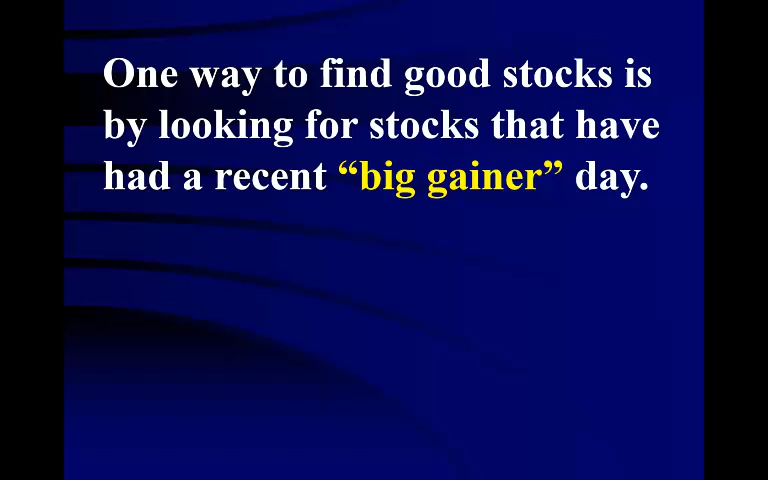 One way to find good stocks is
by looking for stocks that have
had a recent “big gainer” day.